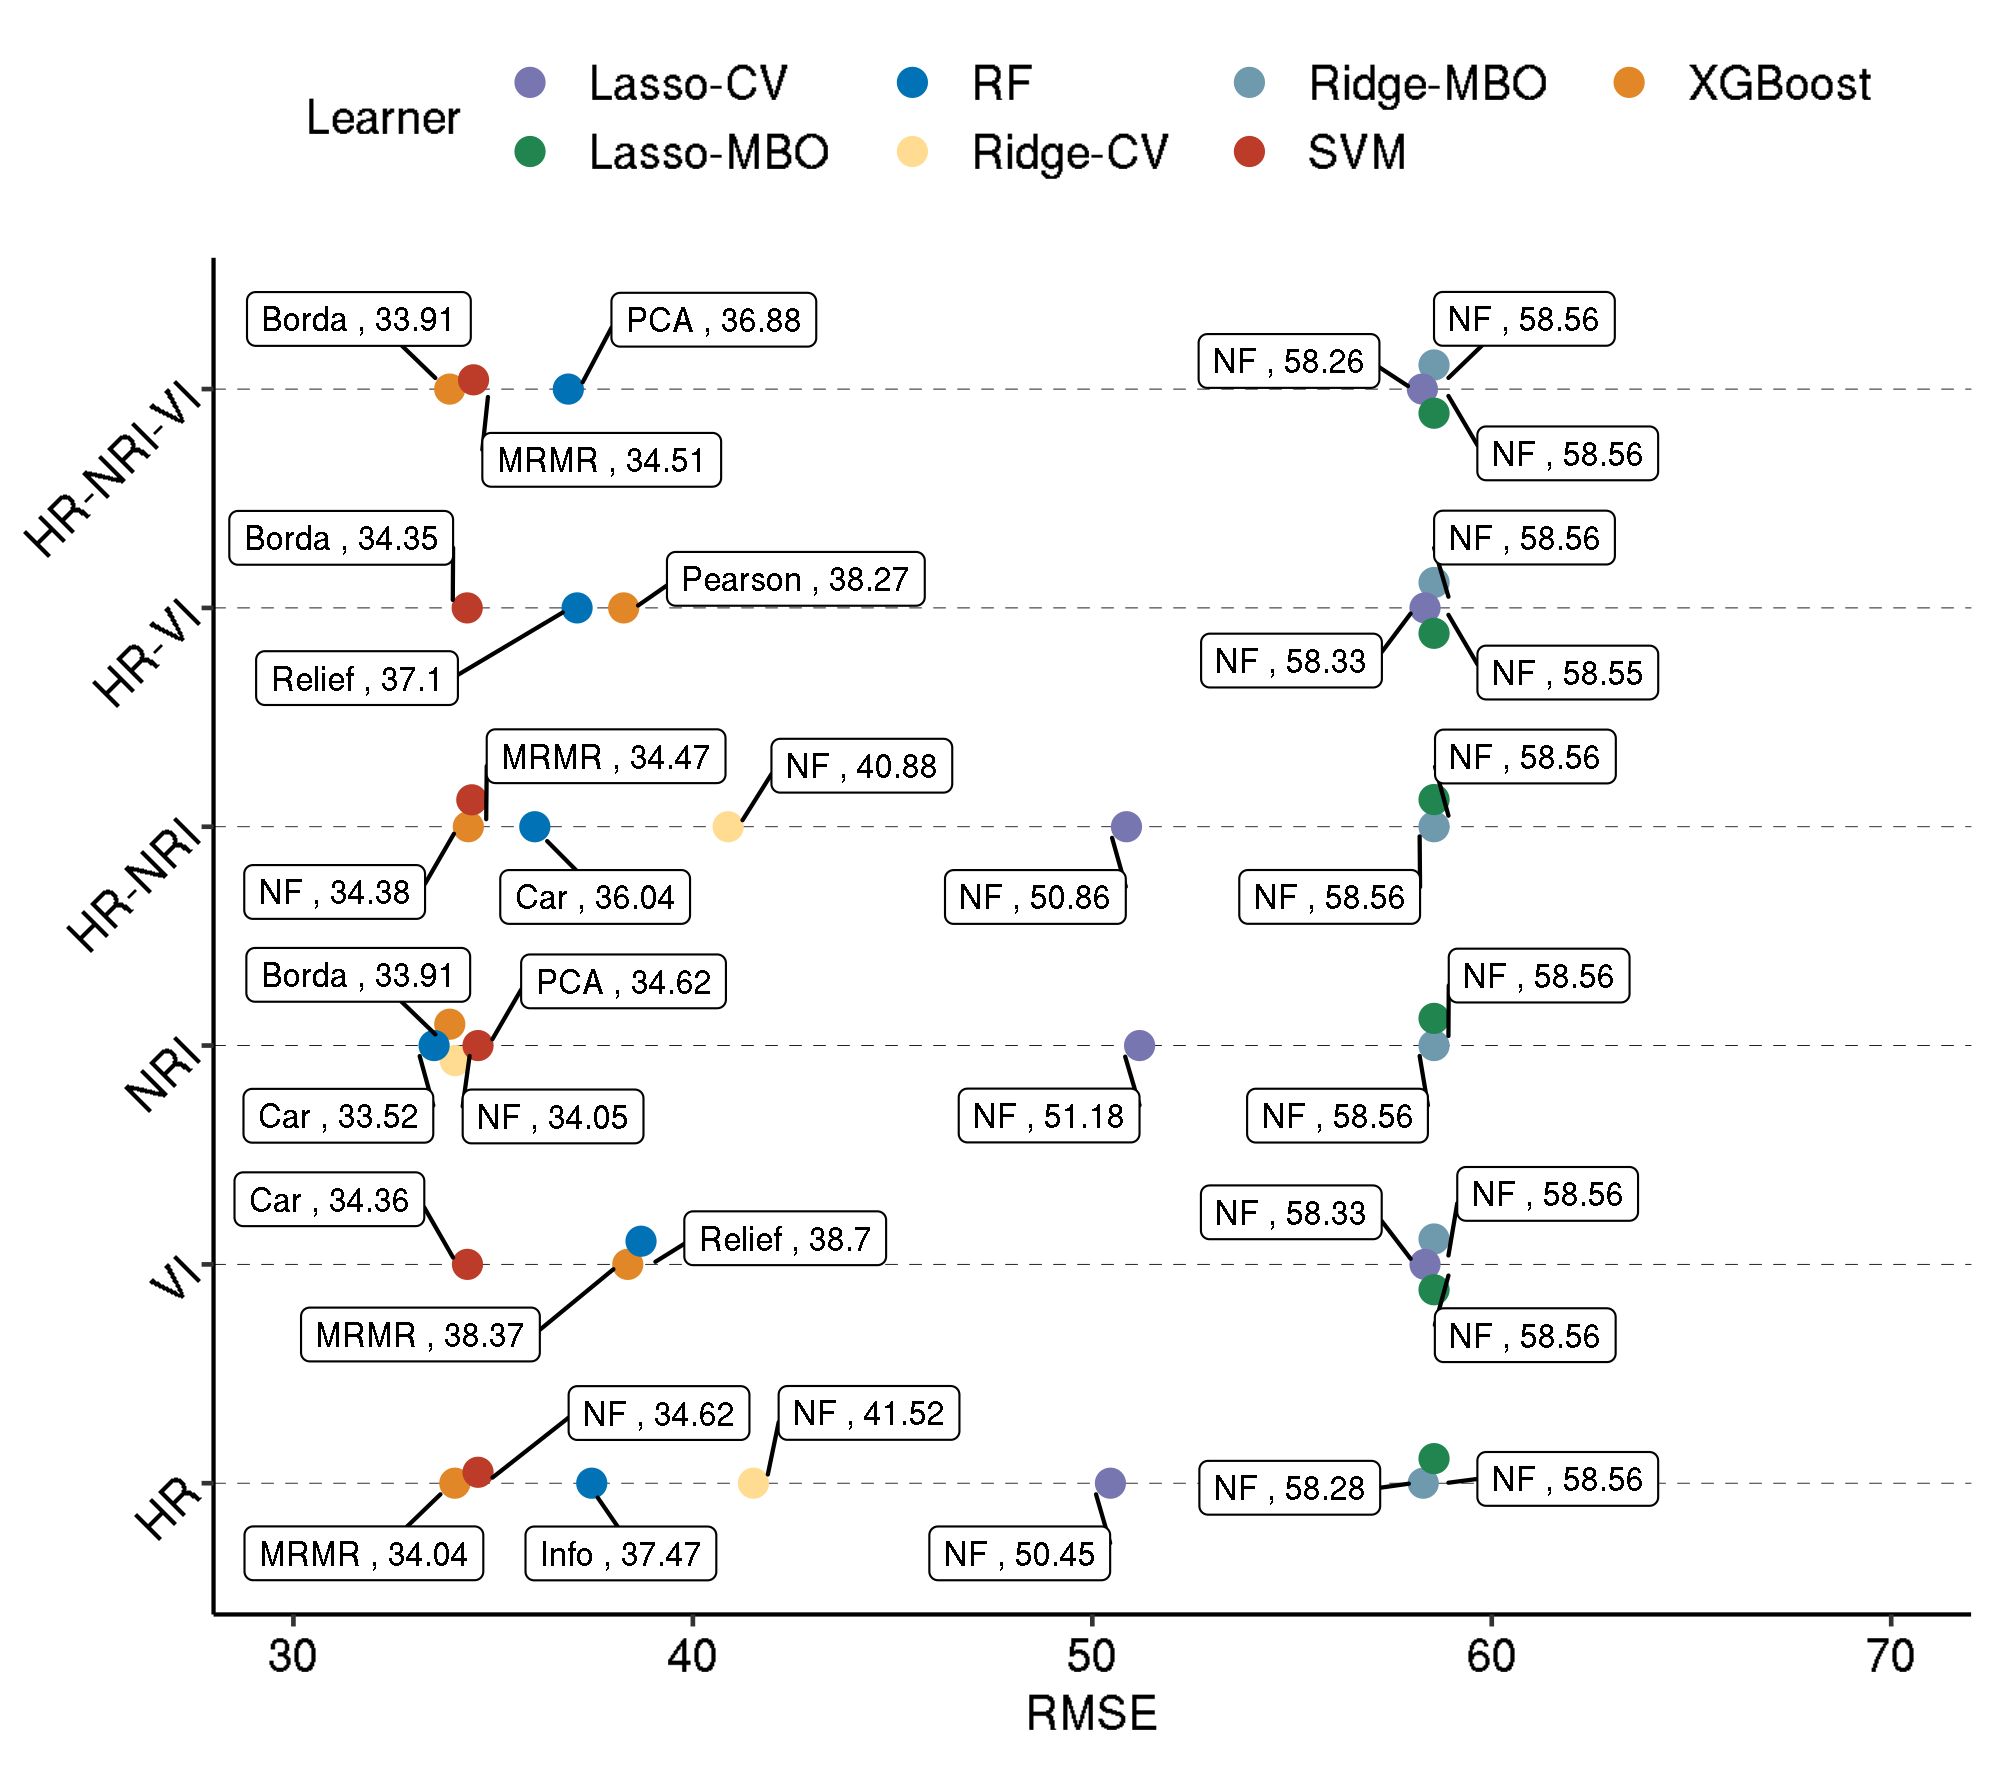 Learner
Lasso-CV
RF
Ridge-MBO
XGBoost
Lasso-MBO
Ridge-CV
SVM
HR-NRI-VI
Borda , 33.91
PCA , 36.88
NF , 58.26
NF , 58.56
MRMR , 34.51
NF , 58.56
HR-VI
Borda , 34.35
Pearson , 38.27
NF , 58.56
Relief , 37.1
NF , 58.33
NF , 58.55
HR-NRI
MRMR , 34.47
NF , 40.88
NF , 58.56
NF , 34.38
Car , 36.04
NF , 50.86
NF , 58.56
NRI
Borda , 33.91
PCA , 34.62
NF , 58.56
Car , 33.52
NF , 34.05
NF , 51.18
NF , 58.56
VI
Car , 34.36
Relief , 38.7
NF , 58.33
NF , 58.56
MRMR , 38.37
NF , 58.56
HR
NF , 34.62
NF , 41.52
NF , 58.28
NF , 58.56
MRMR , 34.04
Info , 37.47
NF , 50.45
30
40
50
60
70
RMSE